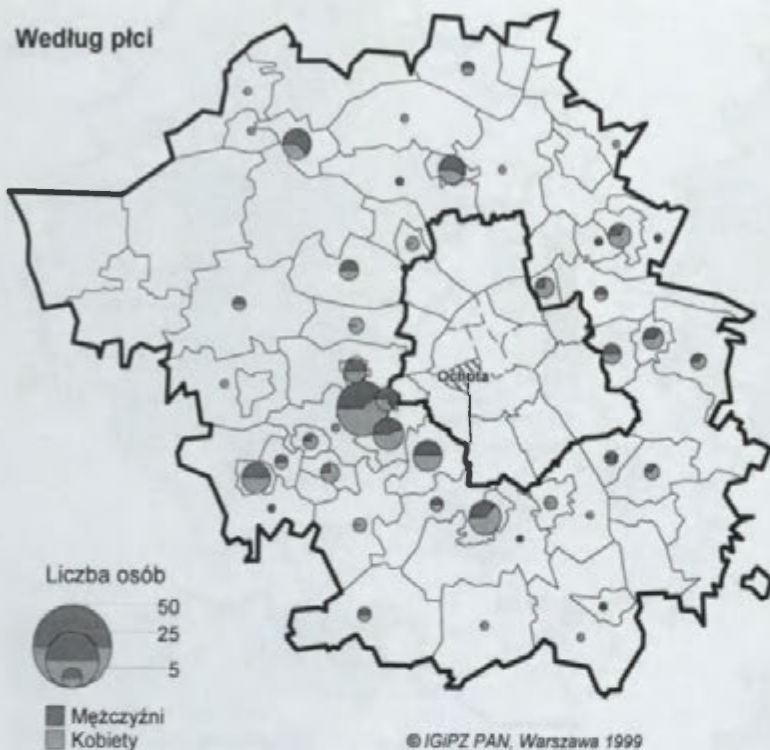 Według płci
Ochota
Liczba osób
50
25
5
Mężczyźni
Kobiety
© IGiPZ PAN, Warszawa 1999